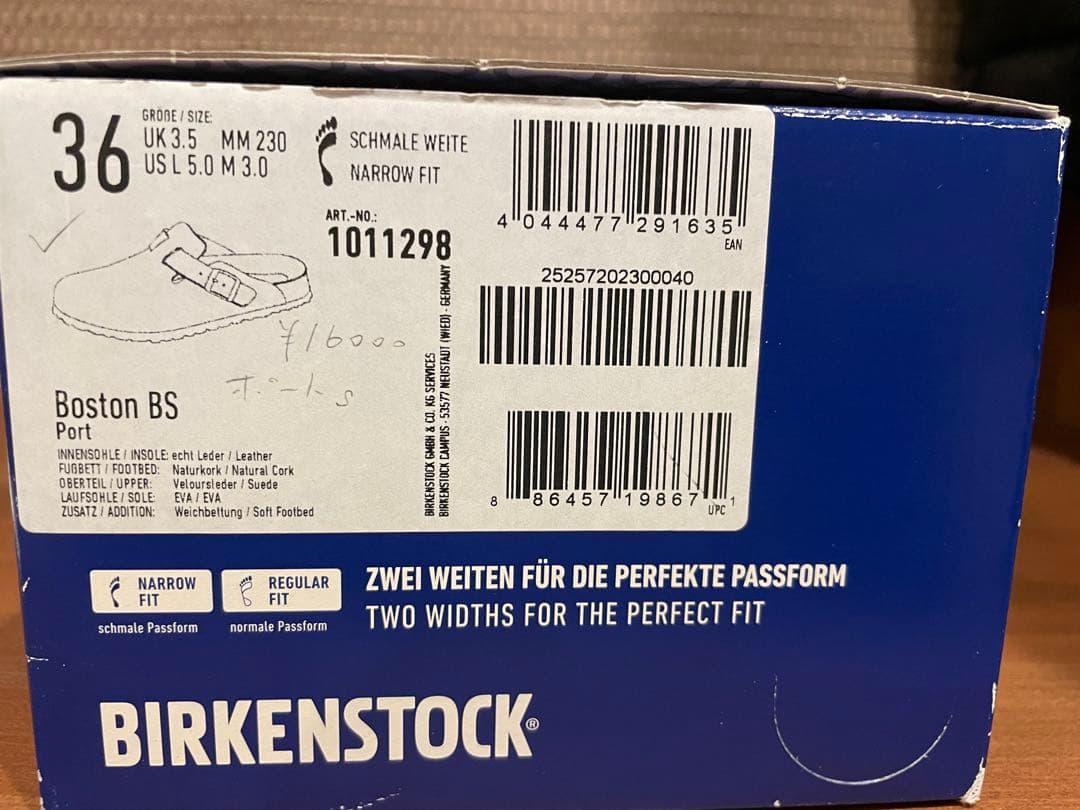 36
GRÖßE / SIZE:
UK 3.5 MM 230
US L 5.0 M 3.0
SCHMALE WEITE
NARROW FIT
ART.-NO.:
1011298
4 044477 291635
EAN
25257202300040
¥16000
ポート S
Boston BS
Port
INNENSOHLE / INSOLE: echt Leder / Leather
FUßBETT / FOOTBED: Naturkork / Natural Cork
OBERTEIL / UPPER: Veloursleder / Suede
LAUFSOHLE / SOLE: EVA / EVA
ZUSATZ / ADDITION: Weichbettung / Soft Footbed
BIRKENSTOCK GMBH & CO. KG SERVICES
BIRKENSTOCK CAMPUS · 53577 NEUSTADT (WIED) · GERMANY
8 86457 19867 1
UPC
NARROW
FIT
schmale Passform
REGULAR
FIT
normale Passform
ZWEI WEITEN FÜR DIE PERFEKTE PASSFORM
TWO WIDTHS FOR THE PERFECT FIT
BIRKENSTOCK®